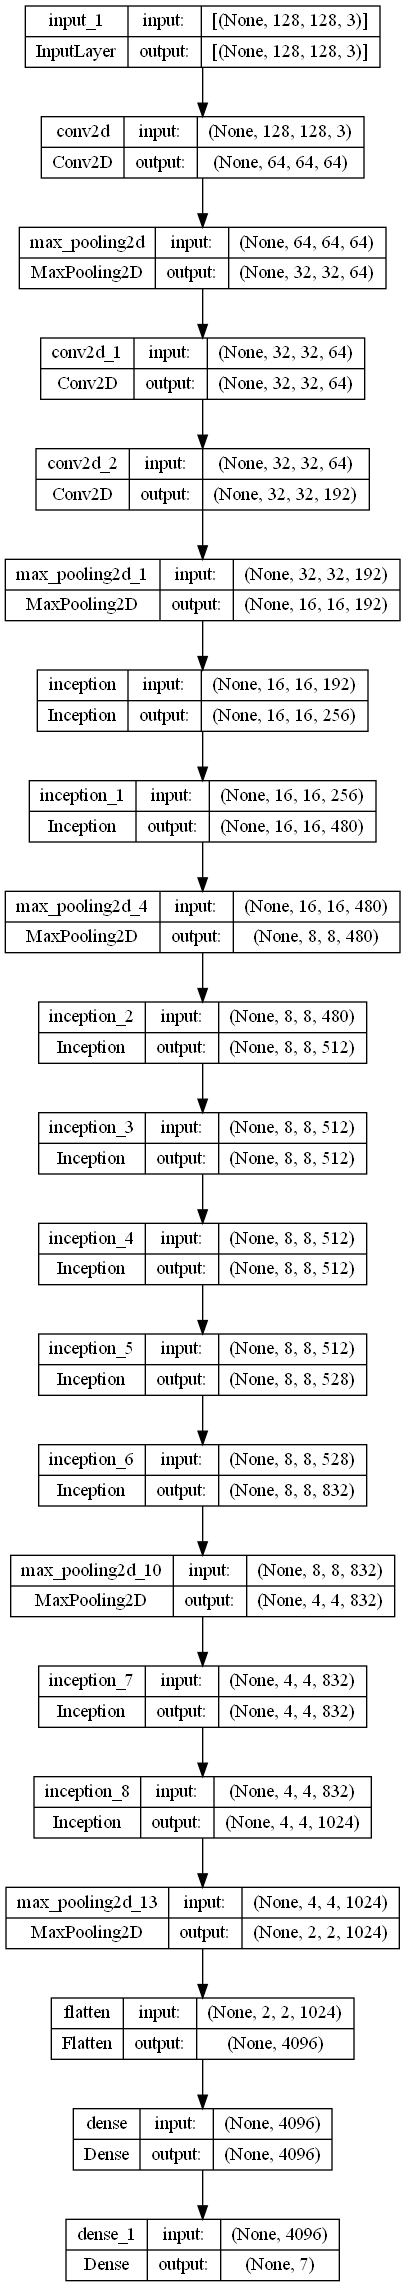 input_1 input: [(None, 128, 128, 3)]
InputLayer output: [(None, 128, 128, 3)]
conv2d input: (None, 128, 128, 3)
Conv2D output: (None, 64, 64, 64)
max_pooling2d input: (None, 64, 64, 64)
MaxPooling2D output: (None, 32, 32, 64)
conv2d_1 input: (None, 32, 32, 64)
Conv2D output: (None, 32, 32, 64)
conv2d_2 input: (None, 32, 32, 64)
Conv2D output: (None, 32, 32, 192)
max_pooling2d_1 input: (None, 32, 32, 192)
MaxPooling2D output: (None, 16, 16, 192)
inception input: (None, 16, 16, 192)
Inception output: (None, 16, 16, 256)
inception_1 input: (None, 16, 16, 256)
Inception output: (None, 16, 16, 480)
max_pooling2d_4 input: (None, 16, 16, 480)
MaxPooling2D output: (None, 8, 8, 480)
inception_2 input: (None, 8, 8, 480)
Inception output: (None, 8, 8, 512)
inception_3 input: (None, 8, 8, 512)
Inception output: (None, 8, 8, 512)
inception_4 input: (None, 8, 8, 512)
Inception output: (None, 8, 8, 512)
inception_5 input: (None, 8, 8, 512)
Inception output: (None, 8, 8, 528)
inception_6 input: (None, 8, 8, 528)
Inception output: (None, 8, 8, 832)
max_pooling2d_10 input: (None, 8, 8, 832)
MaxPooling2D output: (None, 4, 4, 832)
inception_7 input: (None, 4, 4, 832)
Inception output: (None, 4, 4, 832)
inception_8 input: (None, 4, 4, 832)
Inception output: (None, 4, 4, 1024)
max_pooling2d_13 input: (None, 4, 4, 1024)
MaxPooling2D output: (None, 2, 2, 1024)
flatten input: (None, 2, 2, 1024)
Flatten output: (None, 4096)
dense input: (None, 4096)
Dense output: (None, 4096)
dense_1 input: (None, 4096)
Dense output: (None, 7)